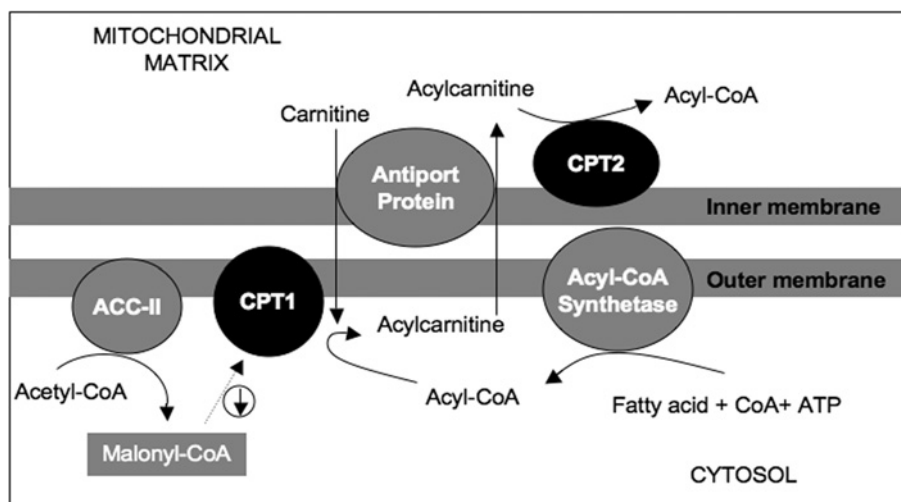 MITOCHONDRIAL
MATRIX
Acylcarnitine
Acyl-CoA
Carnitine
CPT2
Antiport
Protein
Inner membrane
Outer membrane
ACC-II
CPT1
Acyl-CoA
Synthetase
Acylcarnitine
Acetyl-CoA
Acyl-CoA
Fatty acid + CoA+ ATP
Malonyl-CoA
CYTOSOL